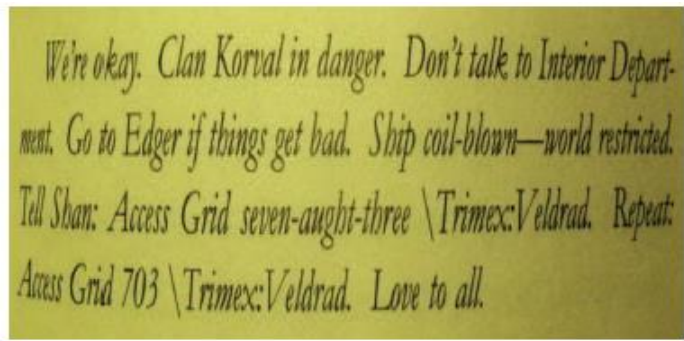 We're okay. Clan Korval in danger. Don't talk to Interior Depart-
ment. Go to Edger if things get bad. Ship coil-blown—world restricted.
Tell Shan: Access Grid seven-aught-three \Trimex:Veldrad. Repeat:
Access Grid 703 \Trimex:Veldrad. Love to all.